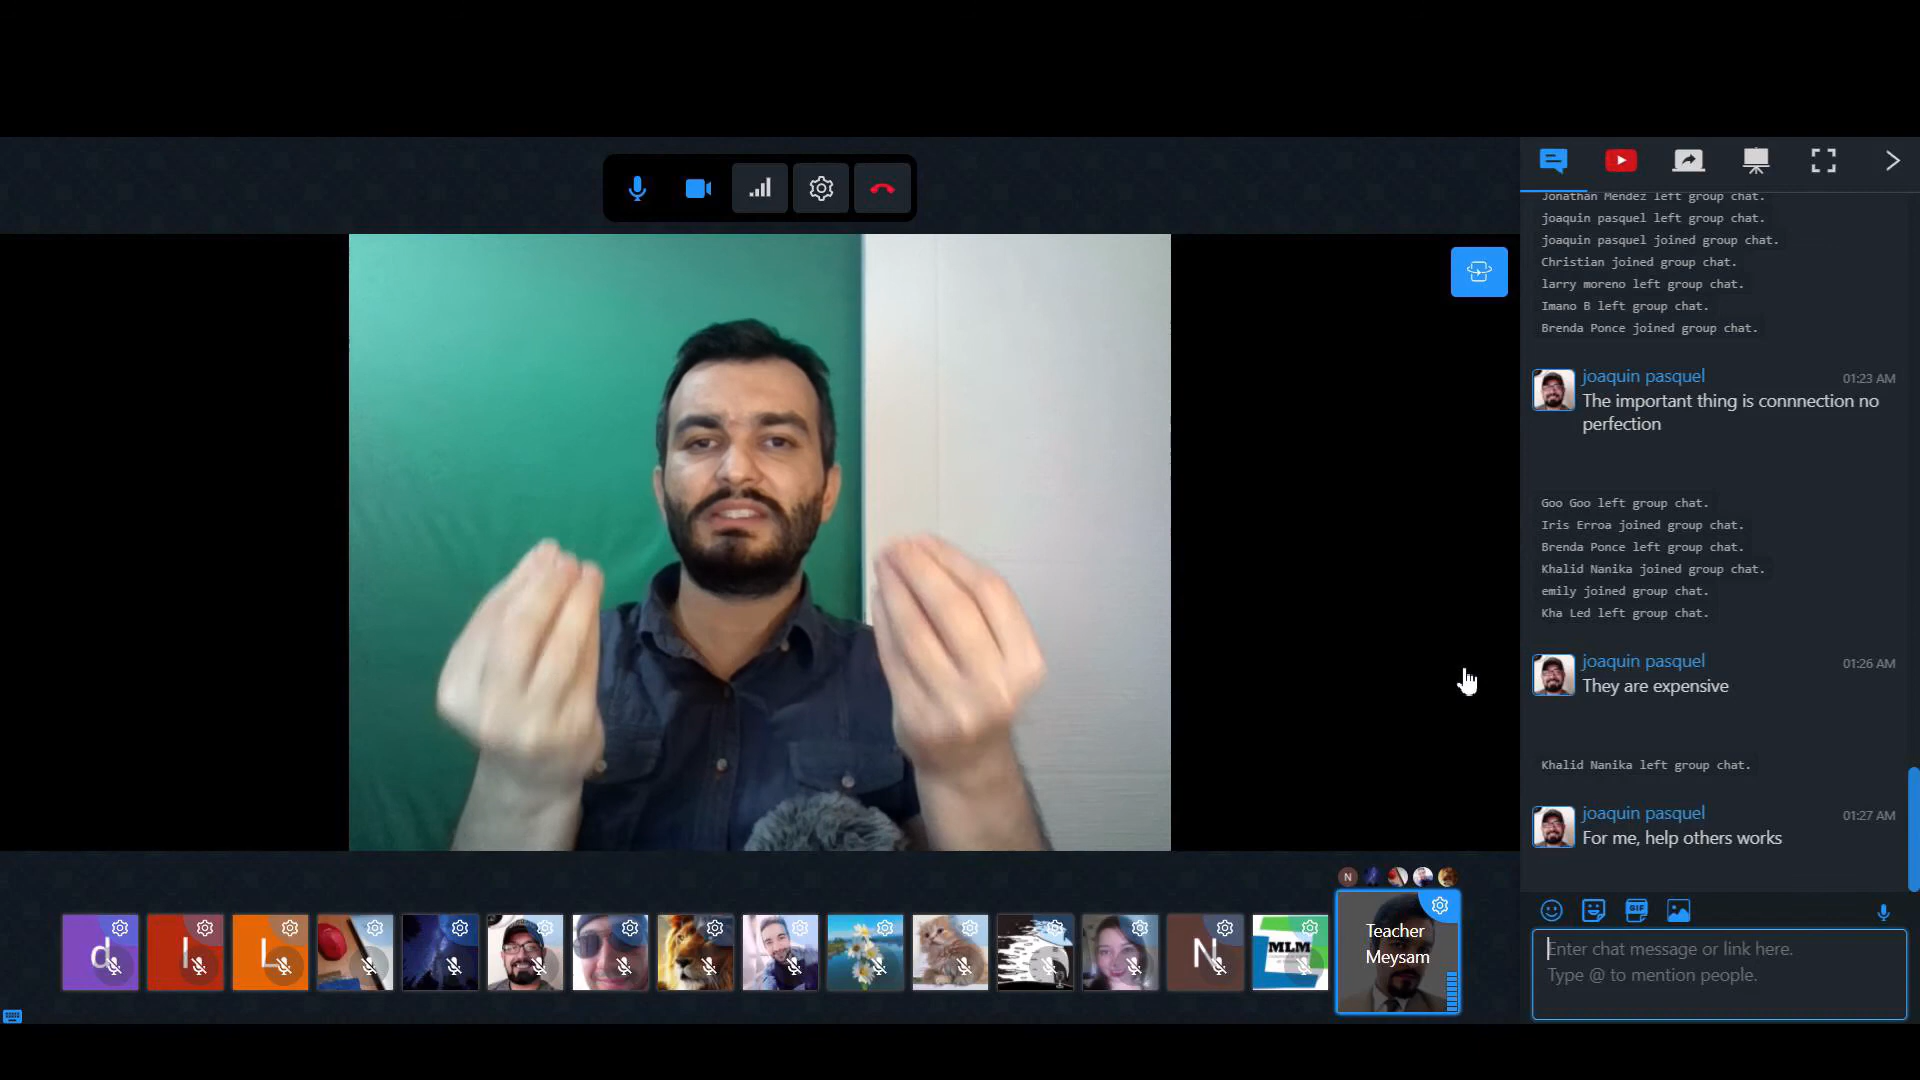 Jonathan Mendez left group chat.
joaquin pasquel left group chat.
joaquin pasquel joined group chat.
Christian joined group chat.
larry moreno left group chat.
Imano B left group chat.
Brenda Ponce joined group chat.
joaquin pasquel
01:23 AM
The important thing is connnection no
perfection
Goo Goo left group chat.
Iris Erroa joined group chat.
Brenda Ponce left group chat.
Khalid Nanika joined group chat.
emily joined group chat.
Kha Led left group chat.
joaquin pasquel
01:26 AM
They are expensive
Khalid Nanika left group chat.
joaquin pasquel
01:27 AM
For me, help others works
GIF
Enter chat message or link here.
Type @ to mention people.
N
d
I
L
N
MLM
Teacher
Meysam